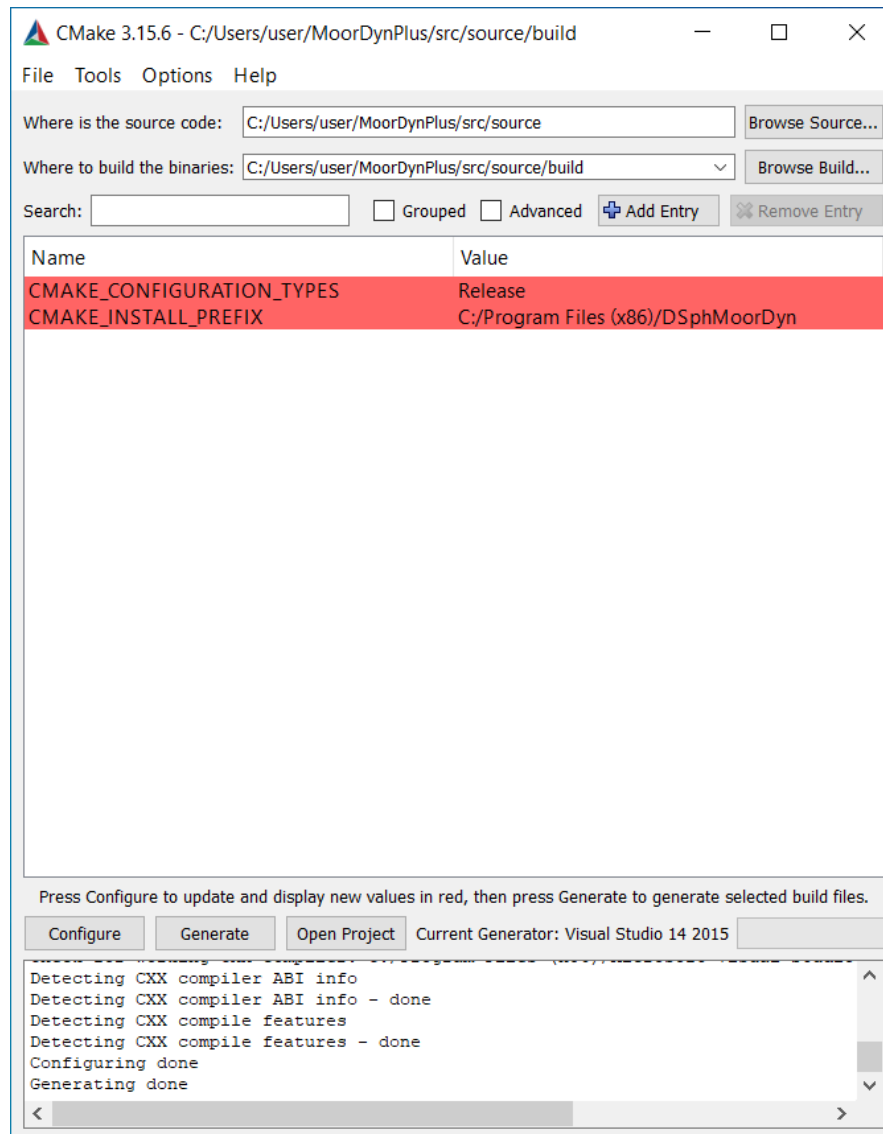 CMake 3.15.6 - C:/Users/user/MoorDynPlus/src/source/build
File Tools Options Help
Where is the source code: C:/Users/user/MoorDynPlus/src/source Browse Source...
Where to build the binaries: C:/Users/user/MoorDynPlus/src/source/build Browse Build...
Search: Grouped Advanced Add Entry Remove Entry
Name Value
CMAKE_CONFIGURATION_TYPES Release
CMAKE_INSTALL_PREFIX C:/Program Files (x86)/DSphMoorDyn
Press Configure to update and display new values in red, then press Generate to generate selected build files.
Configure Generate Open Project Current Generator: Visual Studio 14 2015
Detecting CXX compiler ABI info
Detecting CXX compiler ABI info - done
Detecting CXX compile features
Detecting CXX compile features - done
Configuring done
Generating done